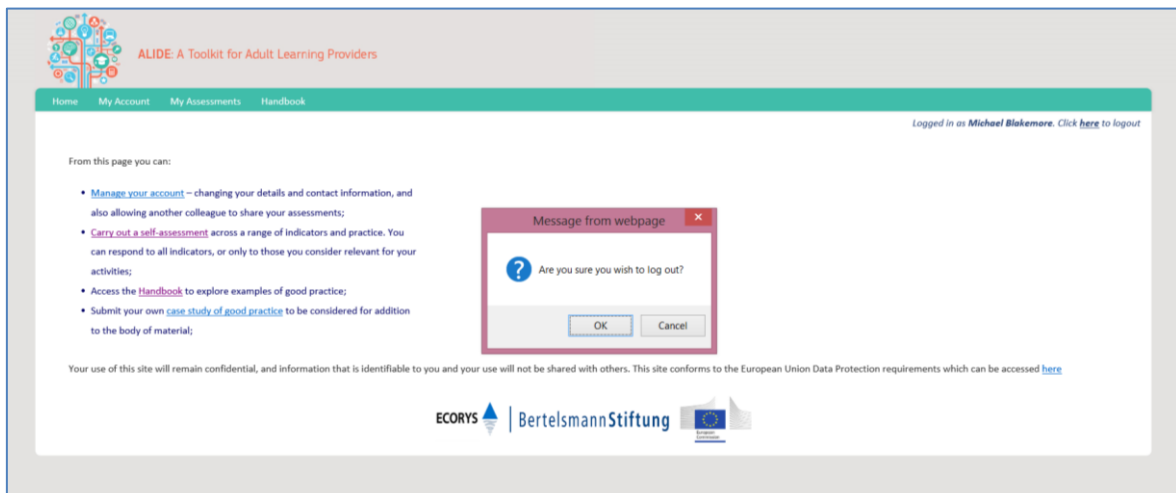 ALIDE: A Toolkit for Adult Learning Providers
Home My Account My Assessments Handbook
Logged in as Michael Blakemore. Click here to logout
From this page you can:
• Manage your account – changing your details and contact information, and
also allowing another colleague to share your assessments;
• Carry out a self-assessment across a range of indicators and practice. You
can respond to all indicators, or only to those you consider relevant for your
activities;
• Access the Handbook to explore examples of good practice;
• Submit your own case study of good practice to be considered for addition
to the body of material;
Message from webpage
Are you sure you wish to log out?
OK Cancel
Your use of this site will remain confidential, and information that is identifiable to you and your use will not be shared with others. This site conforms to the European Union Data Protection requirements which can be accessed here
ECORYS BertelsmannStiftung
European
Commission